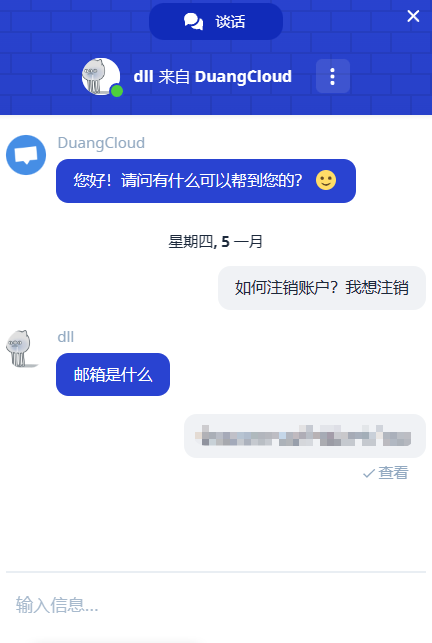 谈话
dll 来自 DuangCloud
DuangCloud
您好！请问有什么可以帮到您的？
星期四, 5 一月
如何注销账户？我想注销
dll
邮箱是什么
查看
输入信息...